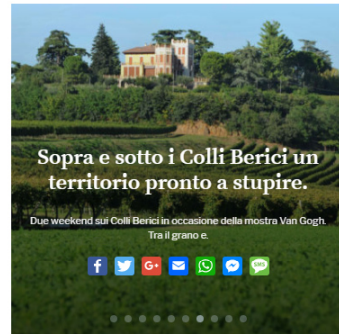 Sopra e sotto i Colli Berici un
territorio pronto a stupire.
Due weekend sui Colli Berici in occasione della mostra Van Gogh.
Tra il grano e.
f G+ SMS